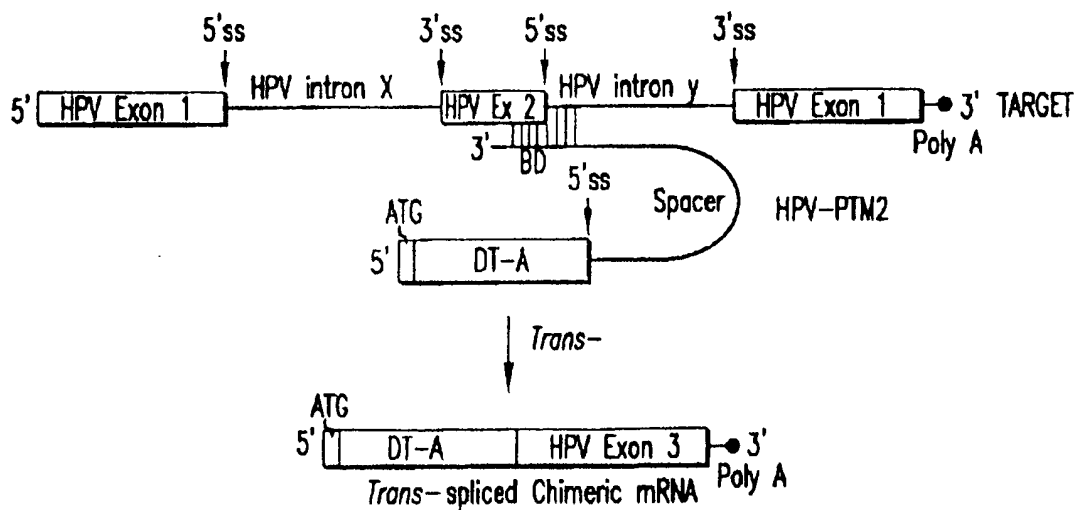 5'ss 3'ss 5'ss 3'ss
5' HPV Exon 1 HPV intron X HPV Ex 2 HPV intron y HPV Exon 1 3' TARGET
Poly A
3' BD
5'ss
Spacer HPV-PTM2
ATG
5' DT-A
Trans-
ATG
5' DT-A HPV Exon 3 3'
Poly A
Trans-spliced Chimeric mRNA